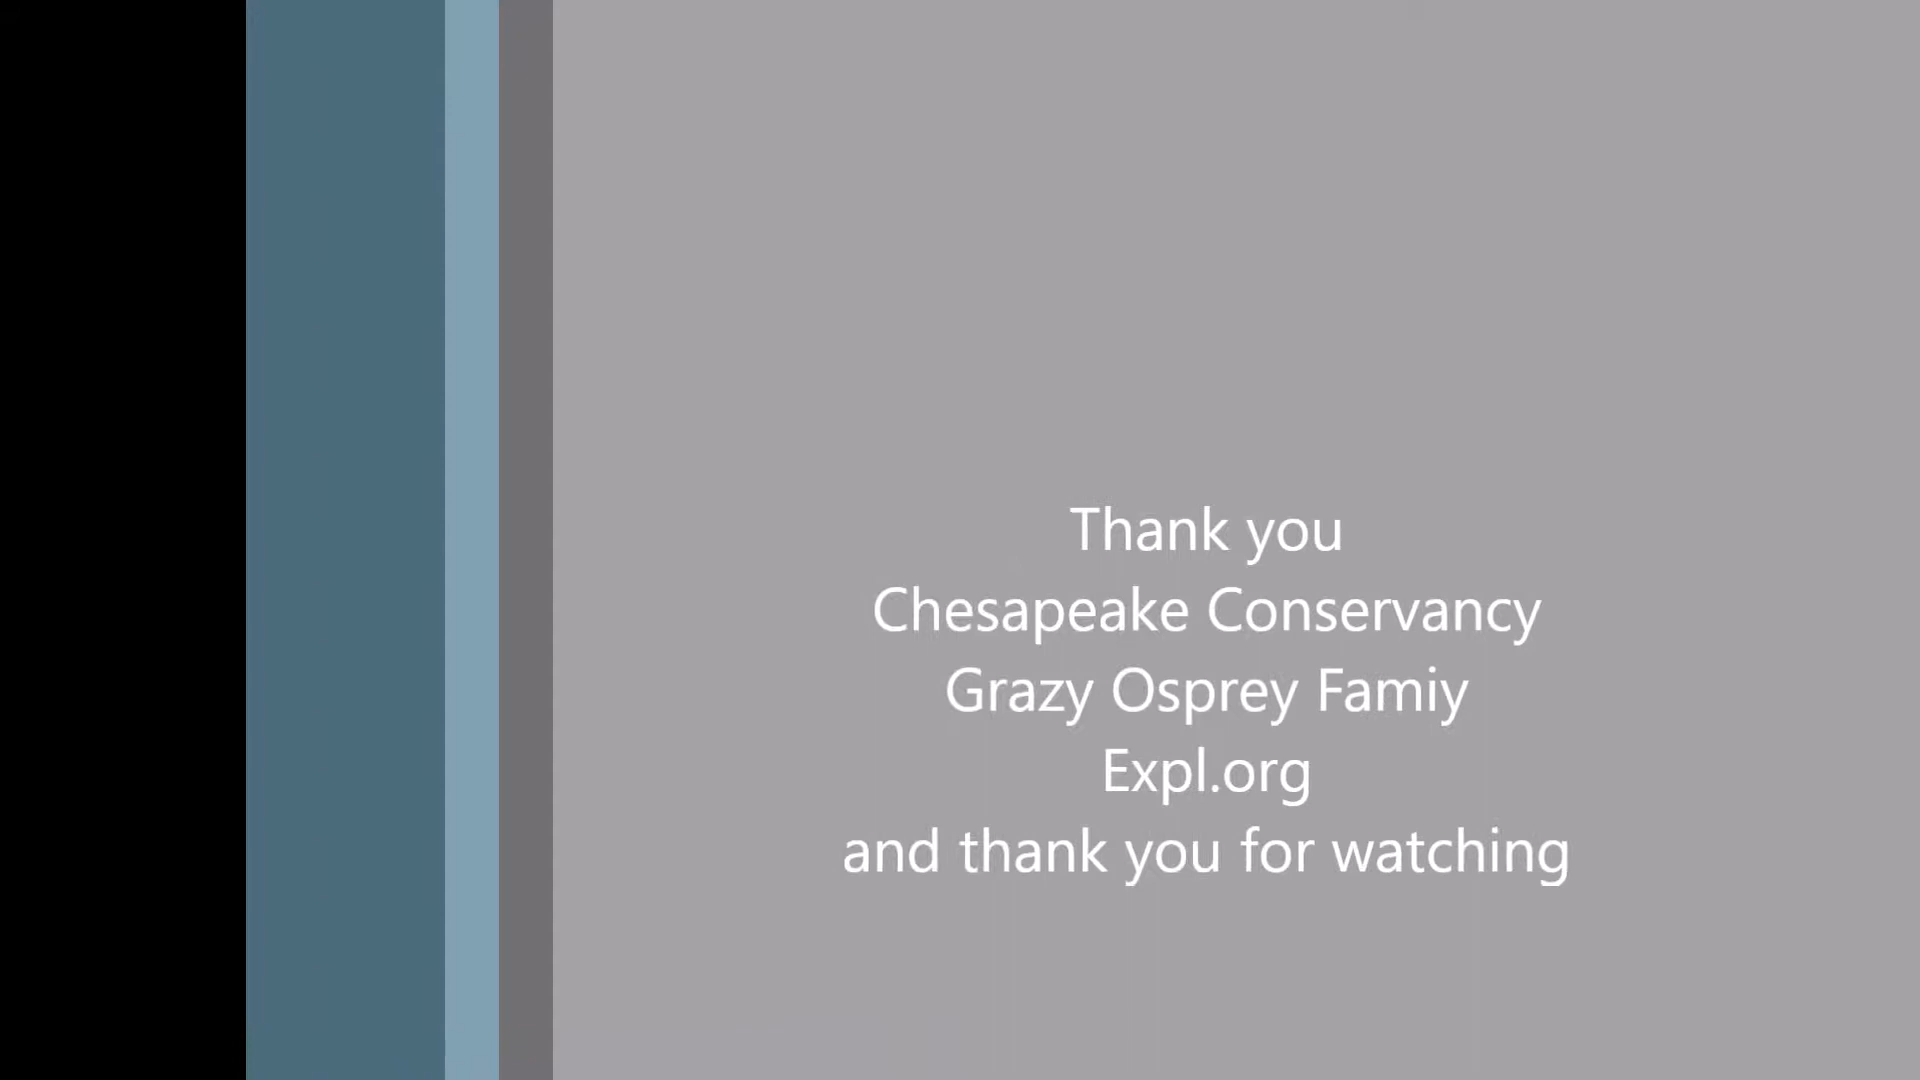 Thank you
Chesapeake Conservancy
Grazy Osprey Famiy
Expl.org
and thank you for watching